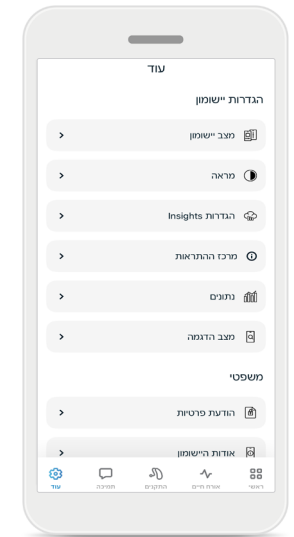 עוד
הגדרות יישומון
מצב יישומון
מראה
הגדרות Insights
מרכז ההתראות
נתונים
מצב הדגמה
משפטי
הודעת פרטיות
אודות היישומון
ראשי
אורח חיים
התקנים
תמיכה
עוד